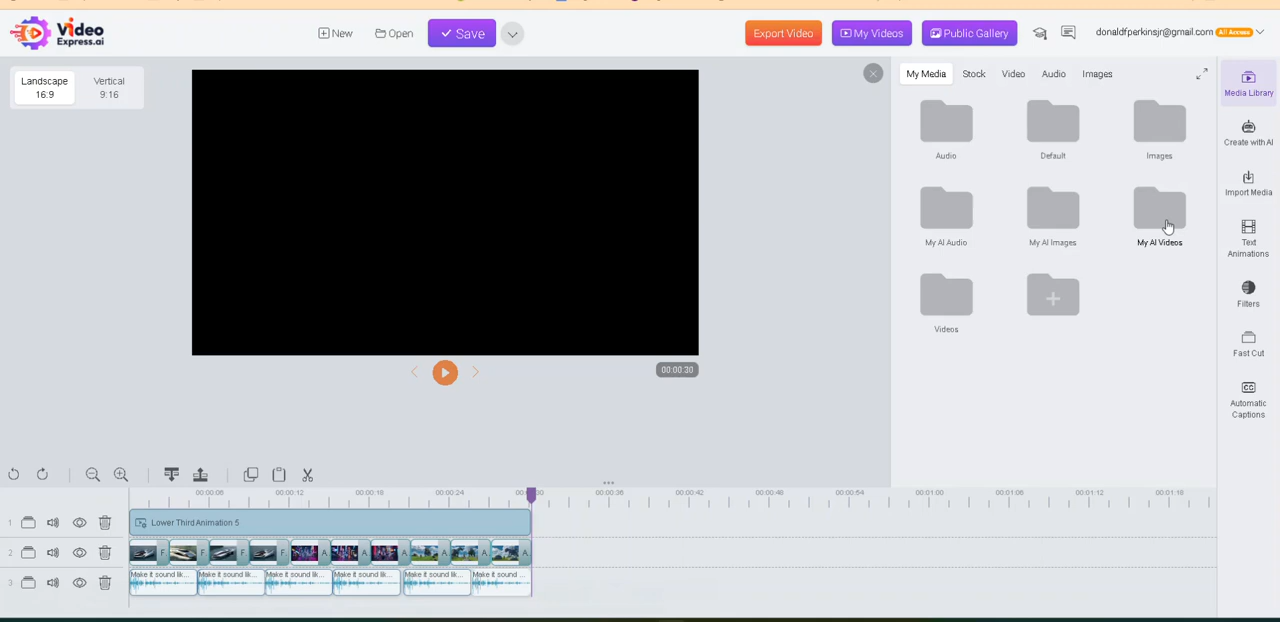 Video
Express.ai
New
Open
Save
Export Video
My Videos
Public Gallery
donaldfperkinsjr@gmail.com All Access
Landscape
16:9
Vertical
9:16
My Media Stock Video Audio Images
Media Library
Audio Default Images
Create with AI
Import Media
My AI Audio My AI Images My AI Videos
Text
Animations
Filters
Videos
Fast Cut
00:00:30
Automatic
Captions
00:00:06 00:00:12 00:00:18 00:00:24 00:00:30 00:00:36 00:00:42 00:00:48 00:00:54 00:01:00 00:01:06 00:01:12 00:01:18
1 Lower Third Animation 5
2 F F F F A A A A A A
3 Make it sound lik... Make it sound lik... Make it sound lik... Make it sound lik... Make it sound lik... Make it sound ...